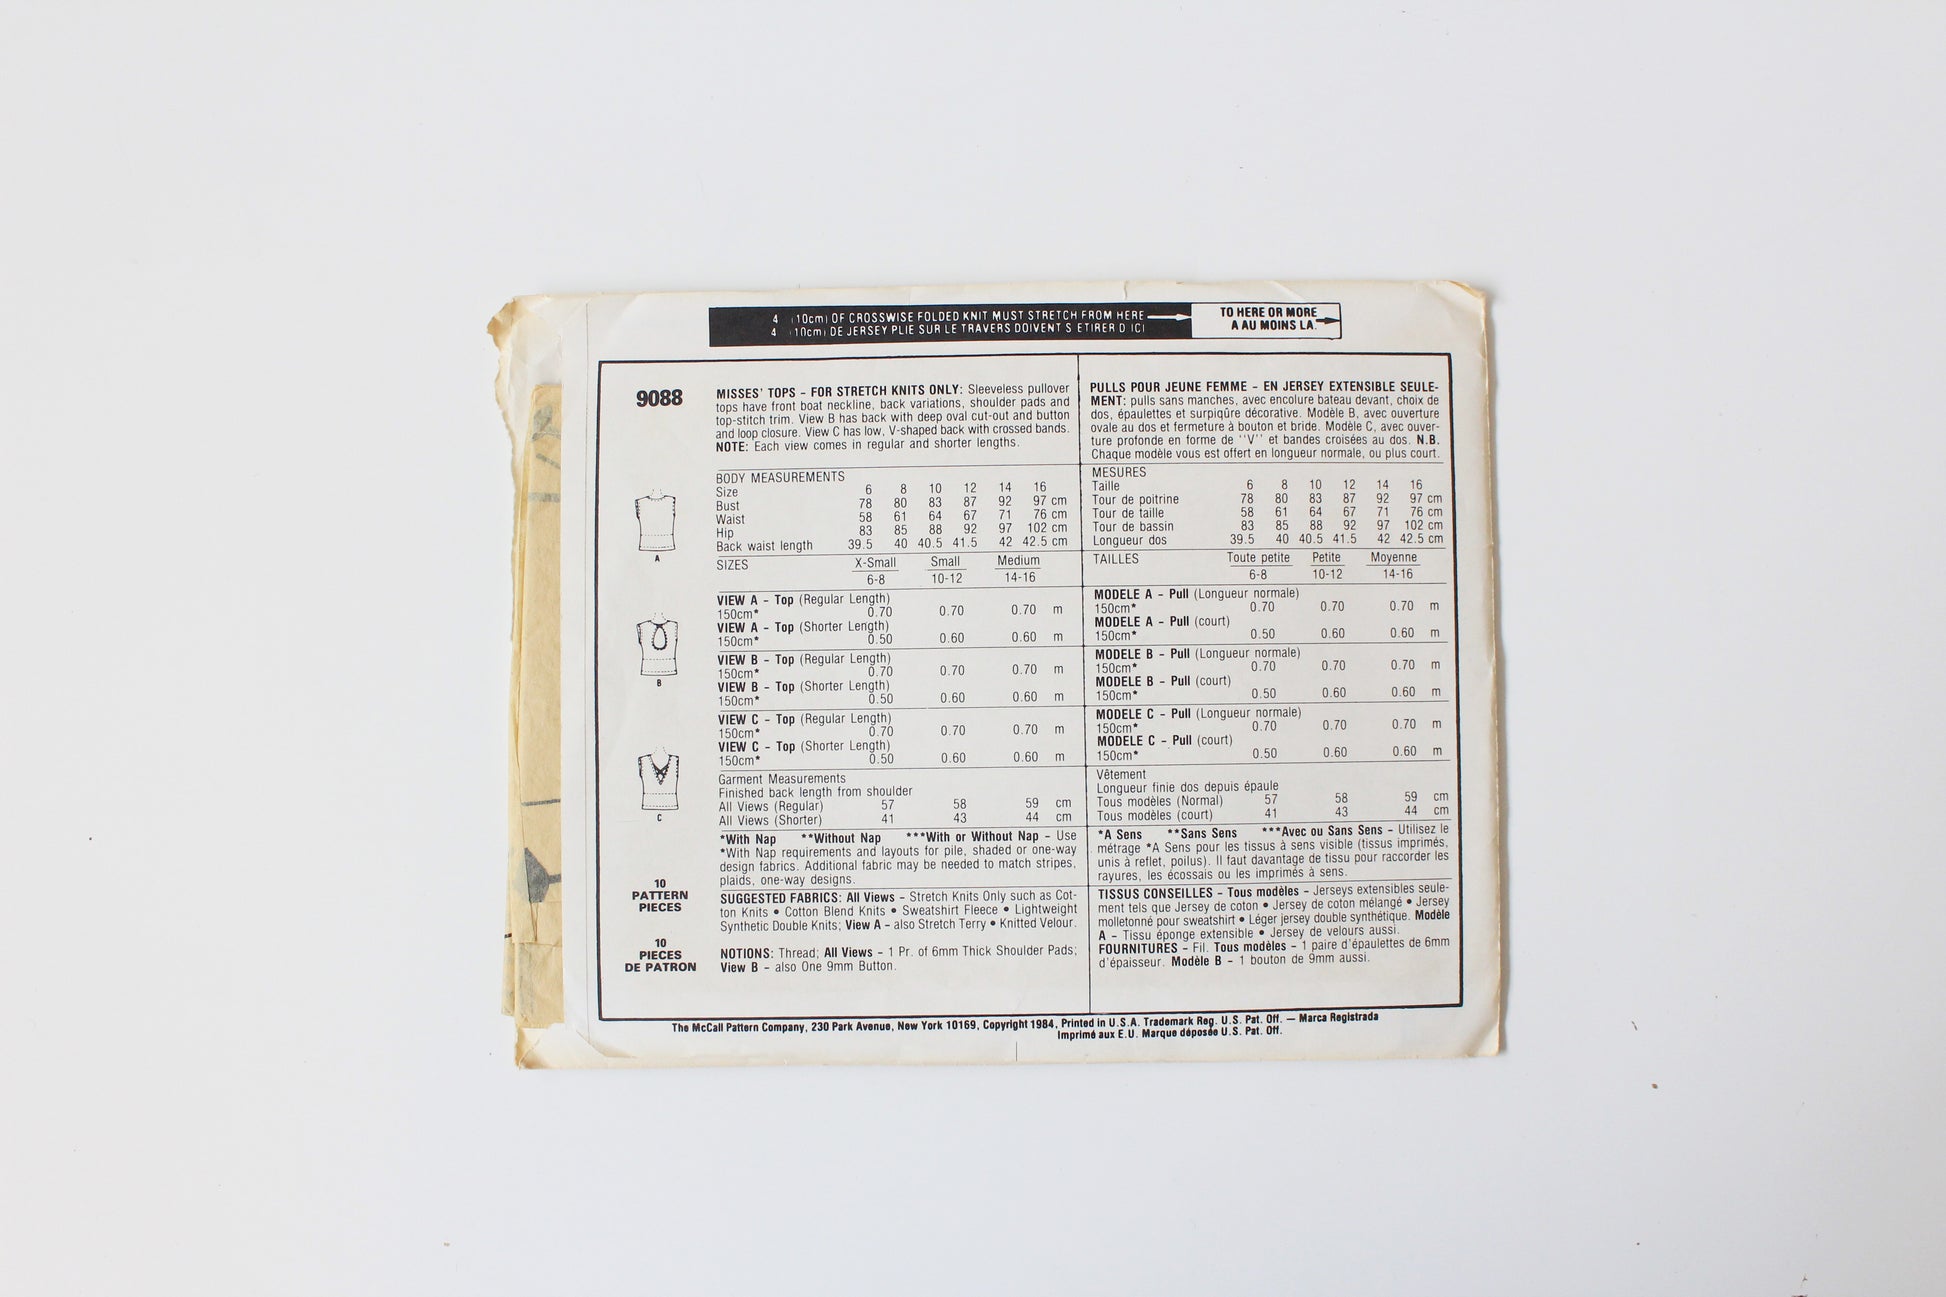 4 (10cm) OF CROSSWISE FOLDED KNIT MUST STRETCH FROM HERE
4 (10cm) DE JERSEY PLIE SUR LE TRAVERS DOIVENT S ETIRER D ICI
TO HERE OR MORE
A AU MOINS LA.
9088
MISSES' TOPS – FOR STRETCH KNITS ONLY: Sleeveless pullover
tops have front boat neckline, back variations, shoulder pads and
top-stitch trim. View B has back with deep oval cut-out and button
and loop closure. View C has low, V-shaped back with crossed bands.
NOTE: Each view comes in regular and shorter lengths.
BODY MEASUREMENTS
Size 6 8 10 12 14 16
Bust 78 80 83 87 92 97 cm
Waist 58 61 64 67 71 76 cm
Hip 83 85 88 92 97 102 cm
Back waist length 39.5 40 40.5 41.5 42 42.5 cm
SIZES X-Small Small Medium
6-8 10-12 14-16
VIEW A – Top (Regular Length)
150cm* 0.70 0.70 0.70 m
VIEW A – Top (Shorter Length)
150cm* 0.50 0.60 0.60 m
VIEW B – Top (Regular Length)
150cm* 0.70 0.70 0.70 m
VIEW B – Top (Shorter Length)
150cm* 0.50 0.60 0.60 m
VIEW C – Top (Regular Length)
150cm* 0.70 0.70 0.70 m
VIEW C – Top (Shorter Length)
150cm* 0.50 0.60 0.60 m
Garment Measurements
Finished back length from shoulder
All Views (Regular) 57 58 59 cm
All Views (Shorter) 41 43 44 cm
*With Nap **Without Nap ***With or Without Nap – Use
*With Nap requirements and layouts for pile, shaded or one-way
design fabrics. Additional fabric may be needed to match stripes,
plaids, one-way designs.
SUGGESTED FABRICS: All Views – Stretch Knits Only such as Cot-
ton Knits • Cotton Blend Knits • Sweatshirt Fleece • Lightweight
Synthetic Double Knits; View A – also Stretch Terry • Knitted Velour.
NOTIONS: Thread; All Views – 1 Pr. of 6mm Thick Shoulder Pads;
View B – also One 9mm Button.
PULLS POUR JEUNE FEMME – EN JERSEY EXTENSIBLE SEULE-
MENT: pulls sans manches, avec encolure bateau devant, choix de
dos, épaulettes et surpiqûre décorative. Modèle B, avec ouverture
ovale au dos et fermeture à bouton et bride. Modèle C, avec ouver-
ture profonde en forme de ''V'' et bandes croisées au dos. N.B.
Chaque modèle vous est offert en longueur normale, ou plus court.
MESURES
Taille 6 8 10 12 14 16
Tour de poitrine 78 80 83 87 92 97 cm
Tour de taille 58 61 64 67 71 76 cm
Tour de bassin 83 85 88 92 97 102 cm
Longueur dos 39.5 40 40.5 41.5 42 42.5 cm
TAILLES Toute petite Petite Moyenne
6-8 10-12 14-16
MODELE A – Pull (Longueur normale)
150cm* 0.70 0.70 0.70 m
MODELE A – Pull (court)
150cm* 0.50 0.60 0.60 m
MODELE B – Pull (Longueur normale)
150cm* 0.70 0.70 0.70 m
MODELE B – Pull (court)
150cm* 0.50 0.60 0.60 m
MODELE C – Pull (Longueur normale)
150cm* 0.70 0.70 0.70 m
MODELE C – Pull (court)
150cm* 0.50 0.60 0.60 m
Vêtement
Longueur finie dos depuis épaule
Tous modèles (Normal) 57 58 59 cm
Tous modèles (court) 41 43 44 cm
*A Sens **Sans Sens ***Avec ou Sans Sens – Utilisez le
métrage *A Sens pour les tissus à sens visible (tissus imprimés,
unis à reflet, poilus). Il faut davantage de tissu pour raccorder les
rayures, les écossais ou les imprimés à sens.
TISSUS CONSEILLES – Tous modèles – Jerseys extensibles seule-
ment tels que Jersey de coton • Jersey de coton mélangé • Jersey
molletonné pour sweatshirt • Léger jersey double synthétique. Modèle
A – Tissu éponge extensible • Jersey de velours aussi.
FOURNITURES – Fil. Tous modèles – 1 paire d'épaulettes de 6mm
d'épaisseur. Modèle B – 1 bouton de 9mm aussi.
A
B
C
10
PATTERN
PIECES
10
PIECES
DE PATRON
The McCall Pattern Company, 230 Park Avenue, New York 10169, Copyright 1984, Printed in U.S.A. Trademark Reg. U.S. Pat. Off. — Marca Registrada
Imprimé aux E.U. Marque déposée U.S. Pat. Off.